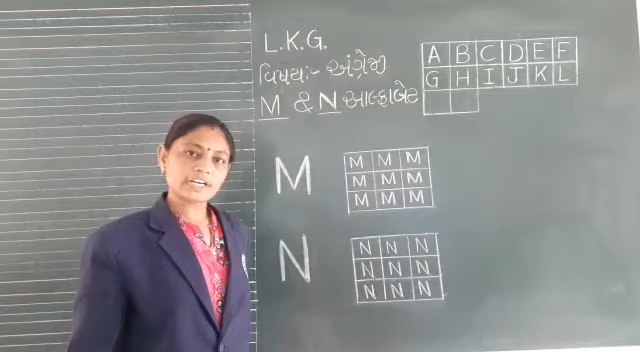 L.K.G.
વિષય:- અંગ્રેજી
M & N આલ્ફાબેટ
A B C D E F
G H I J K L
M
M M M
M M M
M M M
N
N N N
N N N
N N N